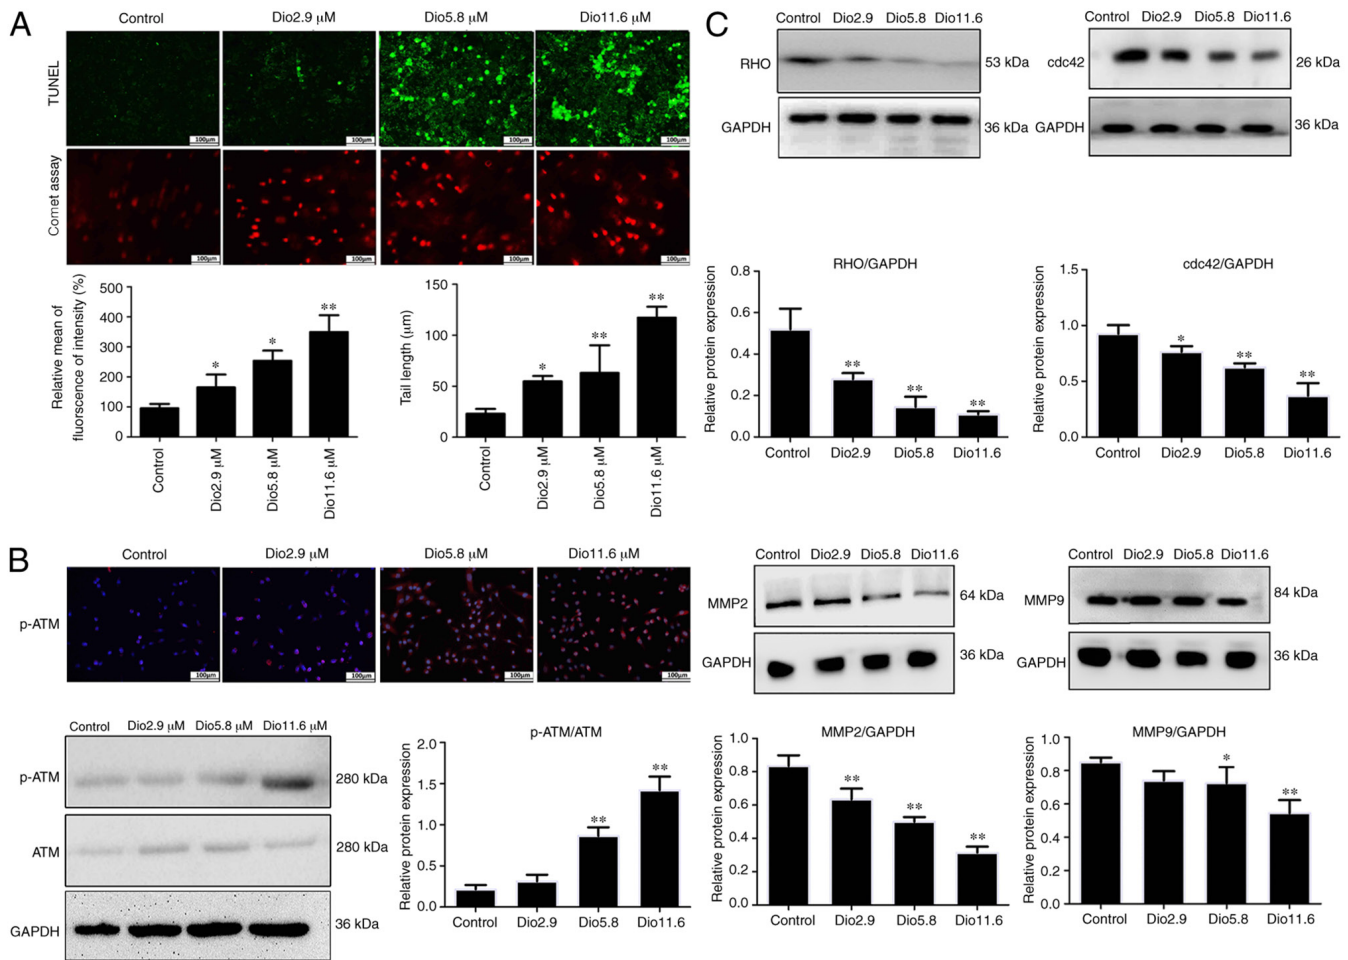 A
Control Dio2.9 μM Dio5.8 μM Dio11.6 μM
TUNEL
100μm 100μm 100μm 100μm
Comet assay
100μm 100μm 100μm 100μm
Relative mean of
fluorscence of intensity (%)
500
400
300
200
100
0
*
*
**
Control
Dio2.9 μM
Dio5.8 μM
Dio11.6 μM
Tail length (μm)
150
100
50
0
*
**
**
Control
Dio2.9 μM
Dio5.8 μM
Dio11.6 μM
B
Control Dio2.9 μM Dio5.8 μM Dio11.6 μM
p-ATM
100μm 100μm 100μm 100μm
Control Dio2.9 μM Dio5.8 μM Dio11.6 μM
p-ATM 280 kDa
ATM 280 kDa
GAPDH 36 kDa
p-ATM/ATM
Relative protein expression
2.0
1.5
1.0
0.5
0.0
**
**
Control Dio2.9 Dio5.8 Dio11.6
C
Control Dio2.9 Dio5.8 Dio11.6
RHO 53 kDa
GAPDH 36 kDa
Control Dio2.9 Dio5.8 Dio11.6
cdc42 26 kDa
GAPDH 36 kDa
RHO/GAPDH
Relative protein expression
0.8
0.6
0.4
0.2
0.0
**
**
**
Control Dio2.9 Dio5.8 Dio11.6
cdc42/GAPDH
Relative protein expression
1.5
1.0
0.5
0.0
*
**
**
Control Dio2.9 Dio5.8 Dio11.6
Control Dio2.9 Dio5.8 Dio11.6
MMP2 64 kDa
GAPDH 36 kDa
Control Dio2.9 Dio5.8 Dio11.6
MMP9 84 kDa
GAPDH 36 kDa
MMP2/GAPDH
Relative protein expression
1.0
0.8
0.6
0.4
0.2
0.0
**
**
**
Control Dio2.9 Dio5.8 Dio11.6
MMP9/GAPDH
Relative protein expression
1.0
0.8
0.6
0.4
0.2
0.0
*
**
Control Dio2.9 Dio5.8 Dio11.6